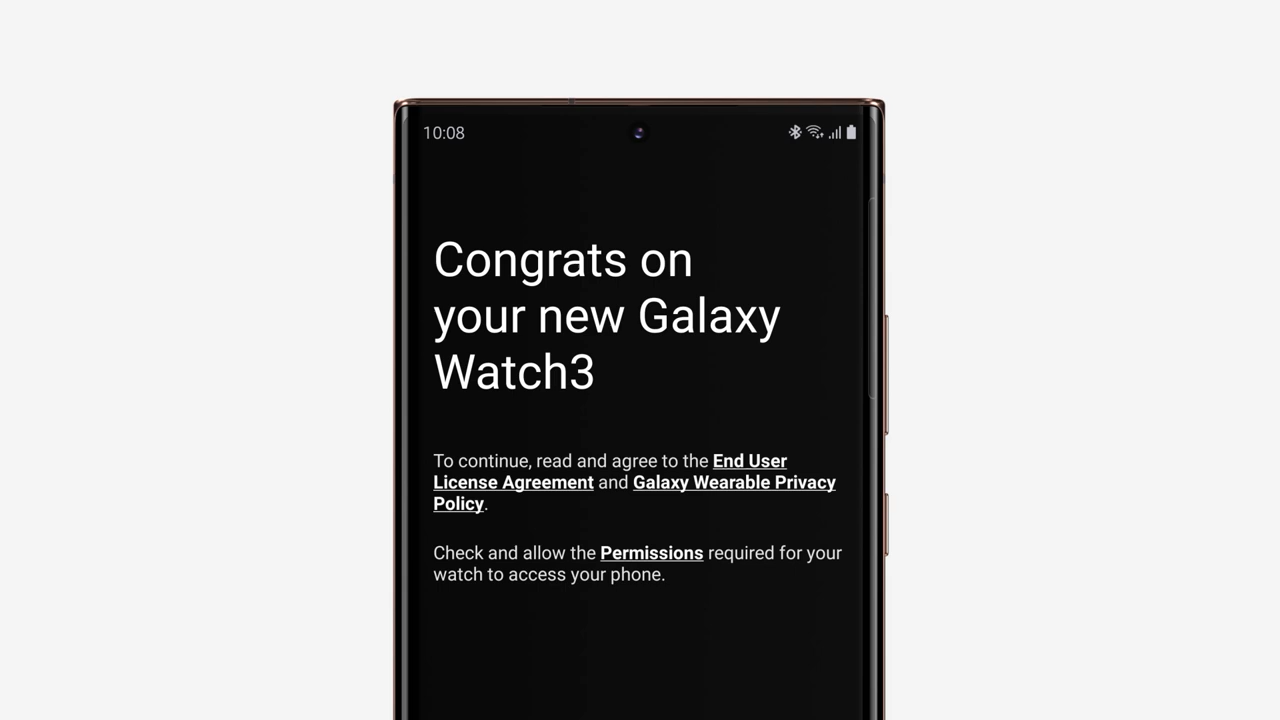 10:08
Congrats on
your new Galaxy
Watch3
To continue, read and agree to the End User
License Agreement and Galaxy Wearable Privacy
Policy.
Check and allow the Permissions required for your
watch to access your phone.